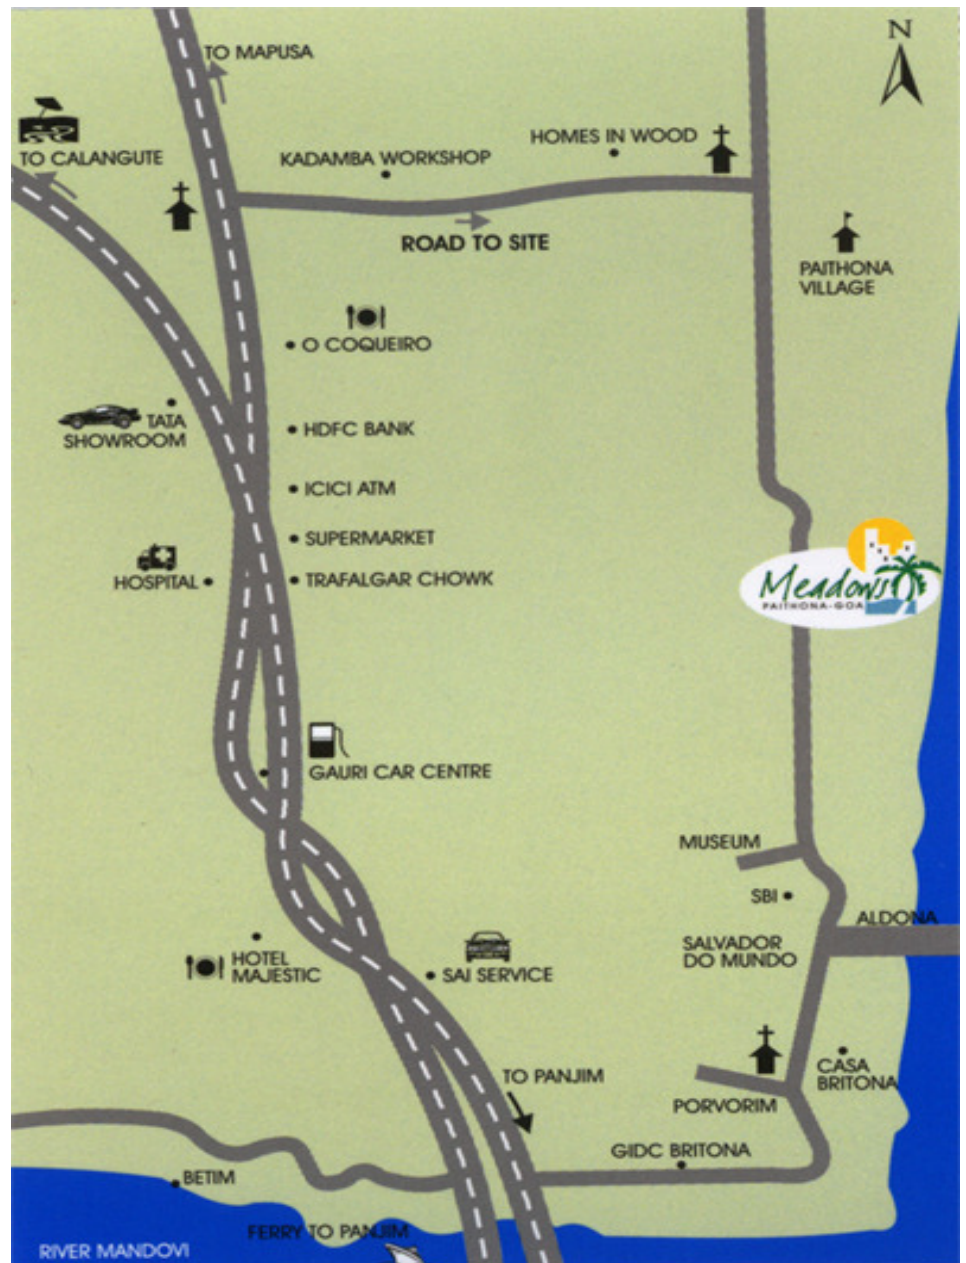 N
TO MAPUSA
HOMES IN WOOD
TO CALANGUTE
KADAMBA WORKSHOP
ROAD TO SITE
PAITHONA
VILLAGE
O COQUEIRO
TATA
SHOWROOM
HDFC BANK
ICICI ATM
SUPERMARKET
HOSPITAL
TRAFALGAR CHOWK
Meadows
PAITHONA-GOA
GAURI CAR CENTRE
MUSEUM
SBI
ALDONA
SALVADOR
DO MUNDO
HOTEL
MAJESTIC
SAI SERVICE
CASA
BRITONA
TO PANJIM
PORVORIM
GIDC BRITONA
BETIM
FERRY TO PANJIM
RIVER MANDOVI